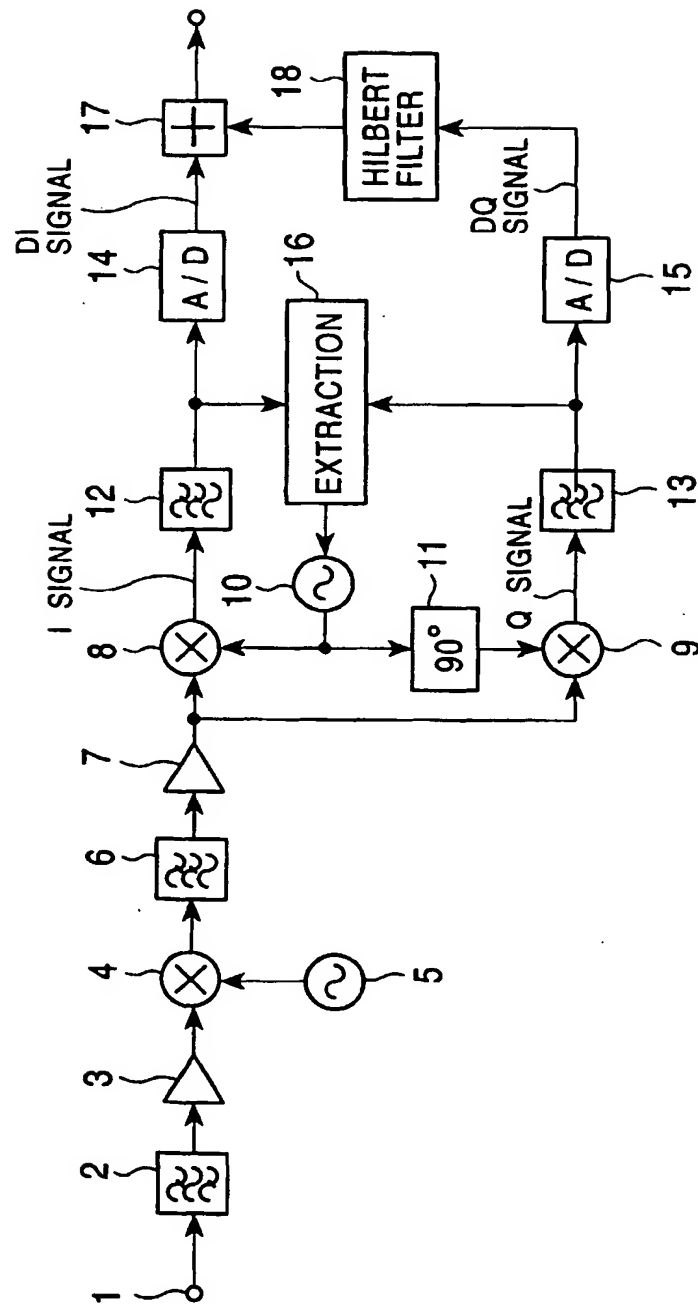 1
2
3
4
5
6
7
8
I SIGNAL
12
DI
SIGNAL
14
A/D
17
10
EXTRACTION
16
HILBERT
FILTER
18
11
90°
9
Q SIGNAL
13
A/D
15
DQ
SIGNAL